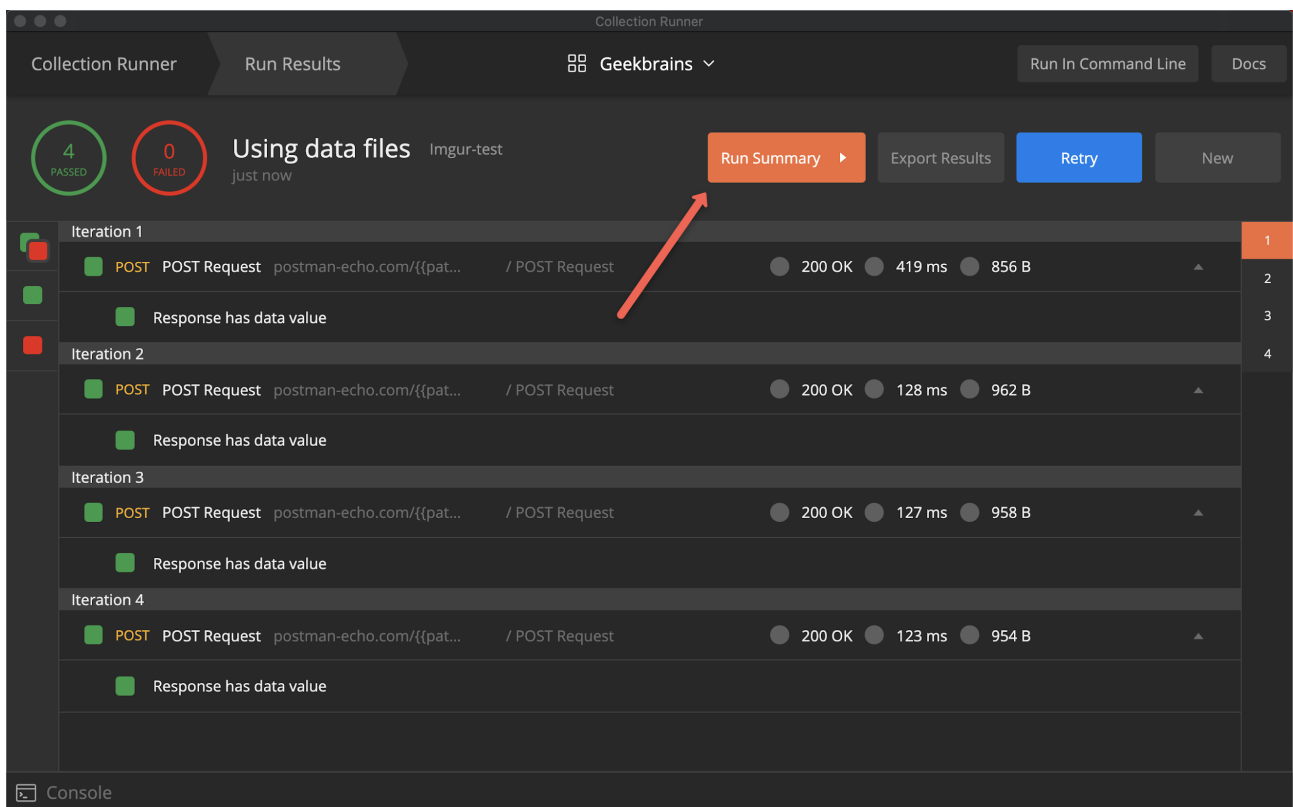 Collection Runner
Collection Runner Run Results Geekbrains Run In Command Line Docs
4 PASSED
0 FAILED
Using data files Imgur-test
just now
Run Summary Export Results Retry New
Iteration 1
POST POST Request postman-echo.com/{{pat... / POST Request 200 OK 419 ms 856 B
Response has data value
Iteration 2
POST POST Request postman-echo.com/{{pat... / POST Request 200 OK 128 ms 962 B
Response has data value
Iteration 3
POST POST Request postman-echo.com/{{pat... / POST Request 200 OK 127 ms 958 B
Response has data value
Iteration 4
POST POST Request postman-echo.com/{{pat... / POST Request 200 OK 123 ms 954 B
Response has data value
1
2
3
4
Console